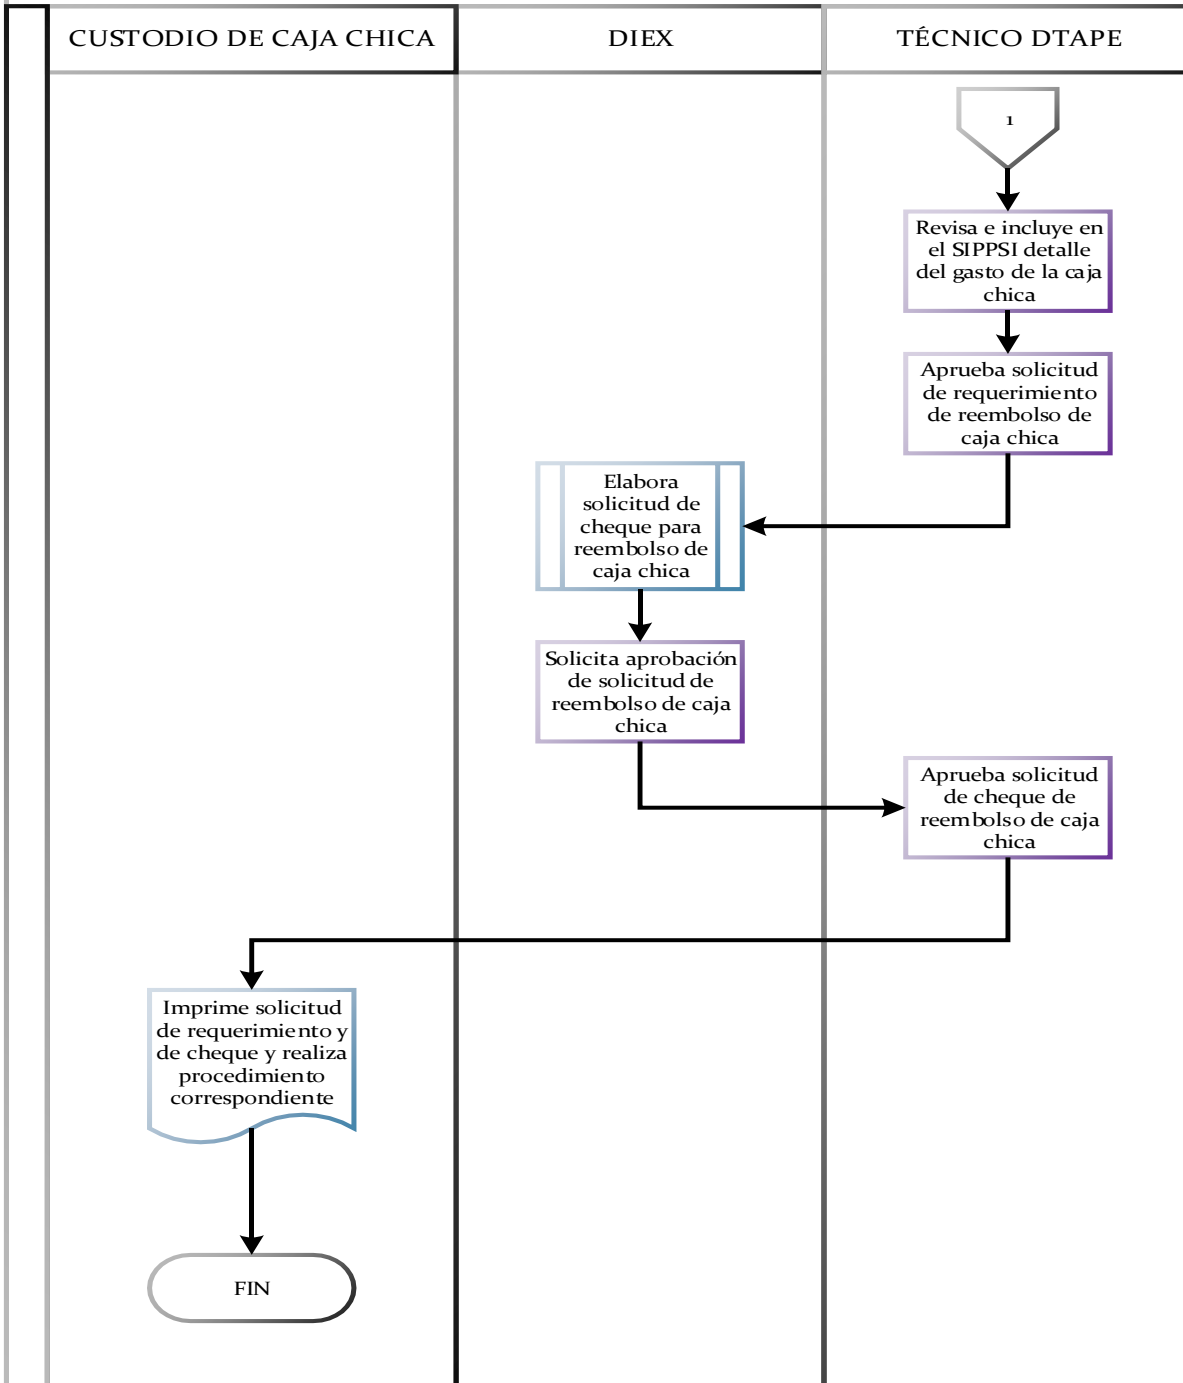 CUSTODIO DE CAJA CHICA
DIEX
TÉCNICO DTAPE
1
Revisa e incluye en
el SIPPSI detalle
del gasto de la caja
chica
Aprueba solicitud
de requerimiento
de reembolso de
caja chica
Elabora
solicitud de
cheque para
reembolso de
caja chica
Solicita aprobación
de solicitud de
reembolso de caja
chica
Aprueba solicitud
de cheque de
reembolso de caja
chica
Imprime solicitud
de requerimiento y
de cheque y realiza
procedimiento
correspondiente
FIN